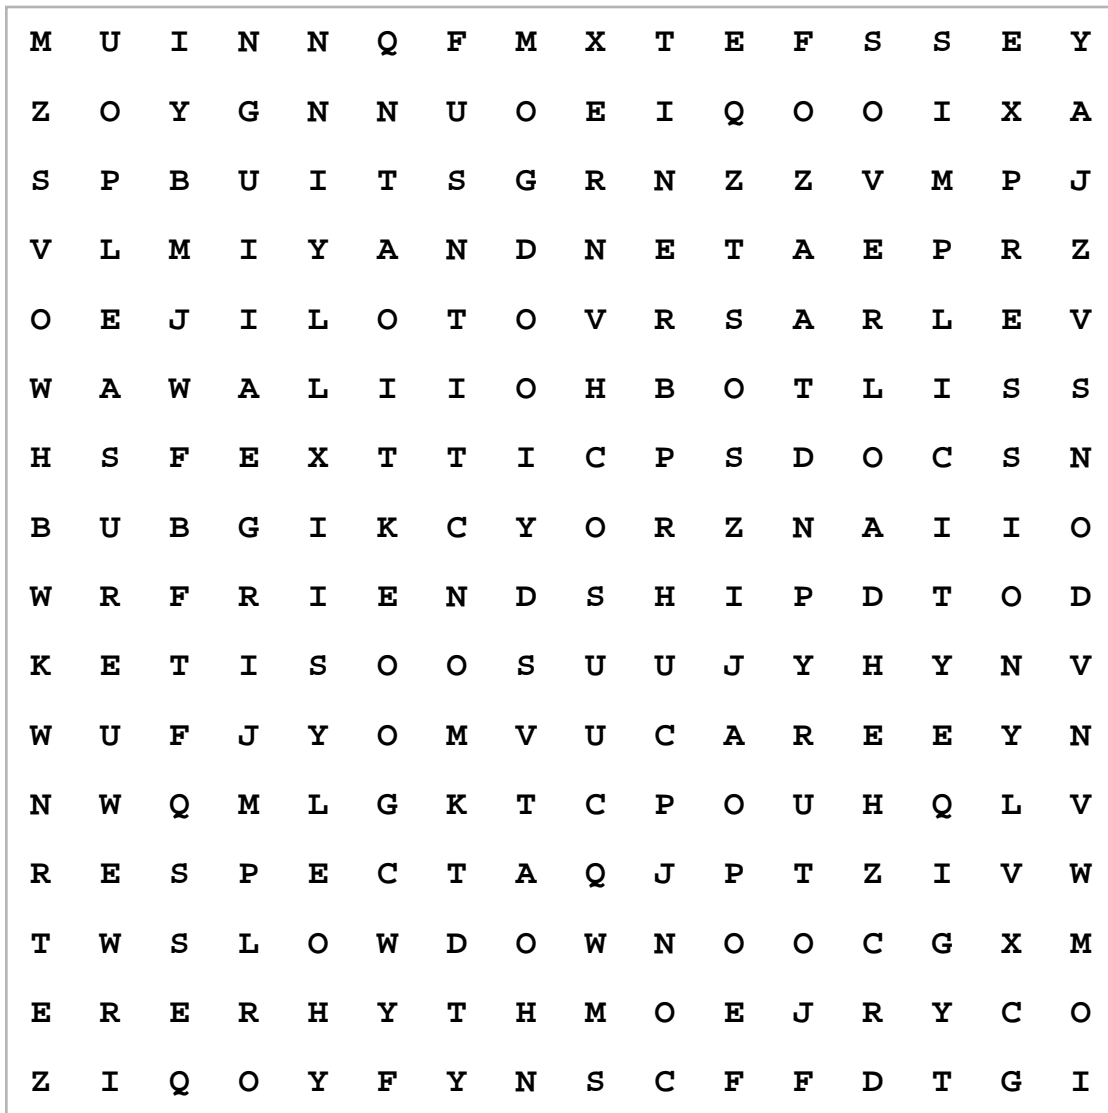 M U I N N Q F M X T E F S S E Y
Z O Y G N N U O E I Q O O I X A
S P B U I T S G R N Z Z V M P J
V L M I Y A N D N E T A E P R Z
O E J I L O T O V R S A R L E V
W A W A L I I O H B O T L I S S
H S F E X T T I C P S D O C S N
B U B G I K C Y O R Z N A I I O
W R F R I E N D S H I P D T O D
K E T I S O O S U U J Y H Y N V
W U F J Y O M V U C A R E E Y N
N W Q M L G K T C P O U H Q L V
R E S P E C T A Q J P T Z I V W
T W S L O W D O W N O O C G X M
E R E R H Y T H M O E J R Y C O
Z I Q O Y F Y N S C F F D T G I